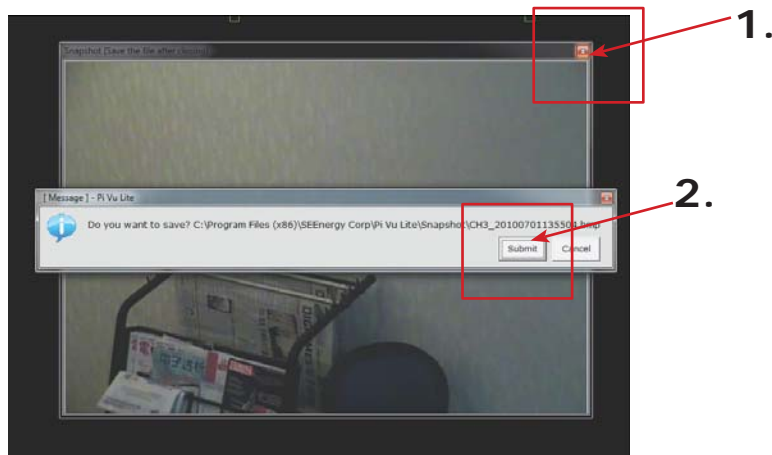 1.
Snapshot (Save the file after closing)
[ Message ] - Pi Vu Lite
2.
Do you want to save? C:\Program Files (x86)\SEEnergy Corp\Pi Vu Lite\Snapshot\CH3_20100701135504.bmp
Submit
Cancel